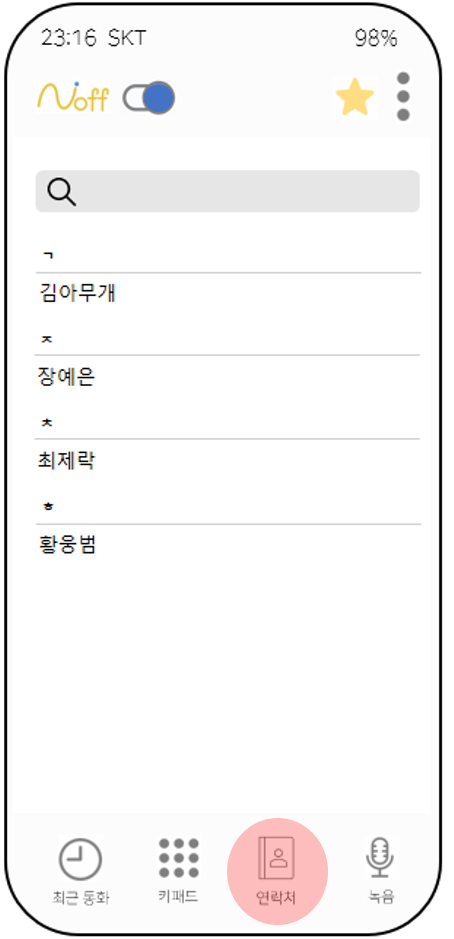 23:16 SKT 98%
Noff
ㄱ
김아무개
ㅈ
장예은
ㅊ
최제락
ㅎ
황웅범
최근 통화 키패드 연락처 녹음